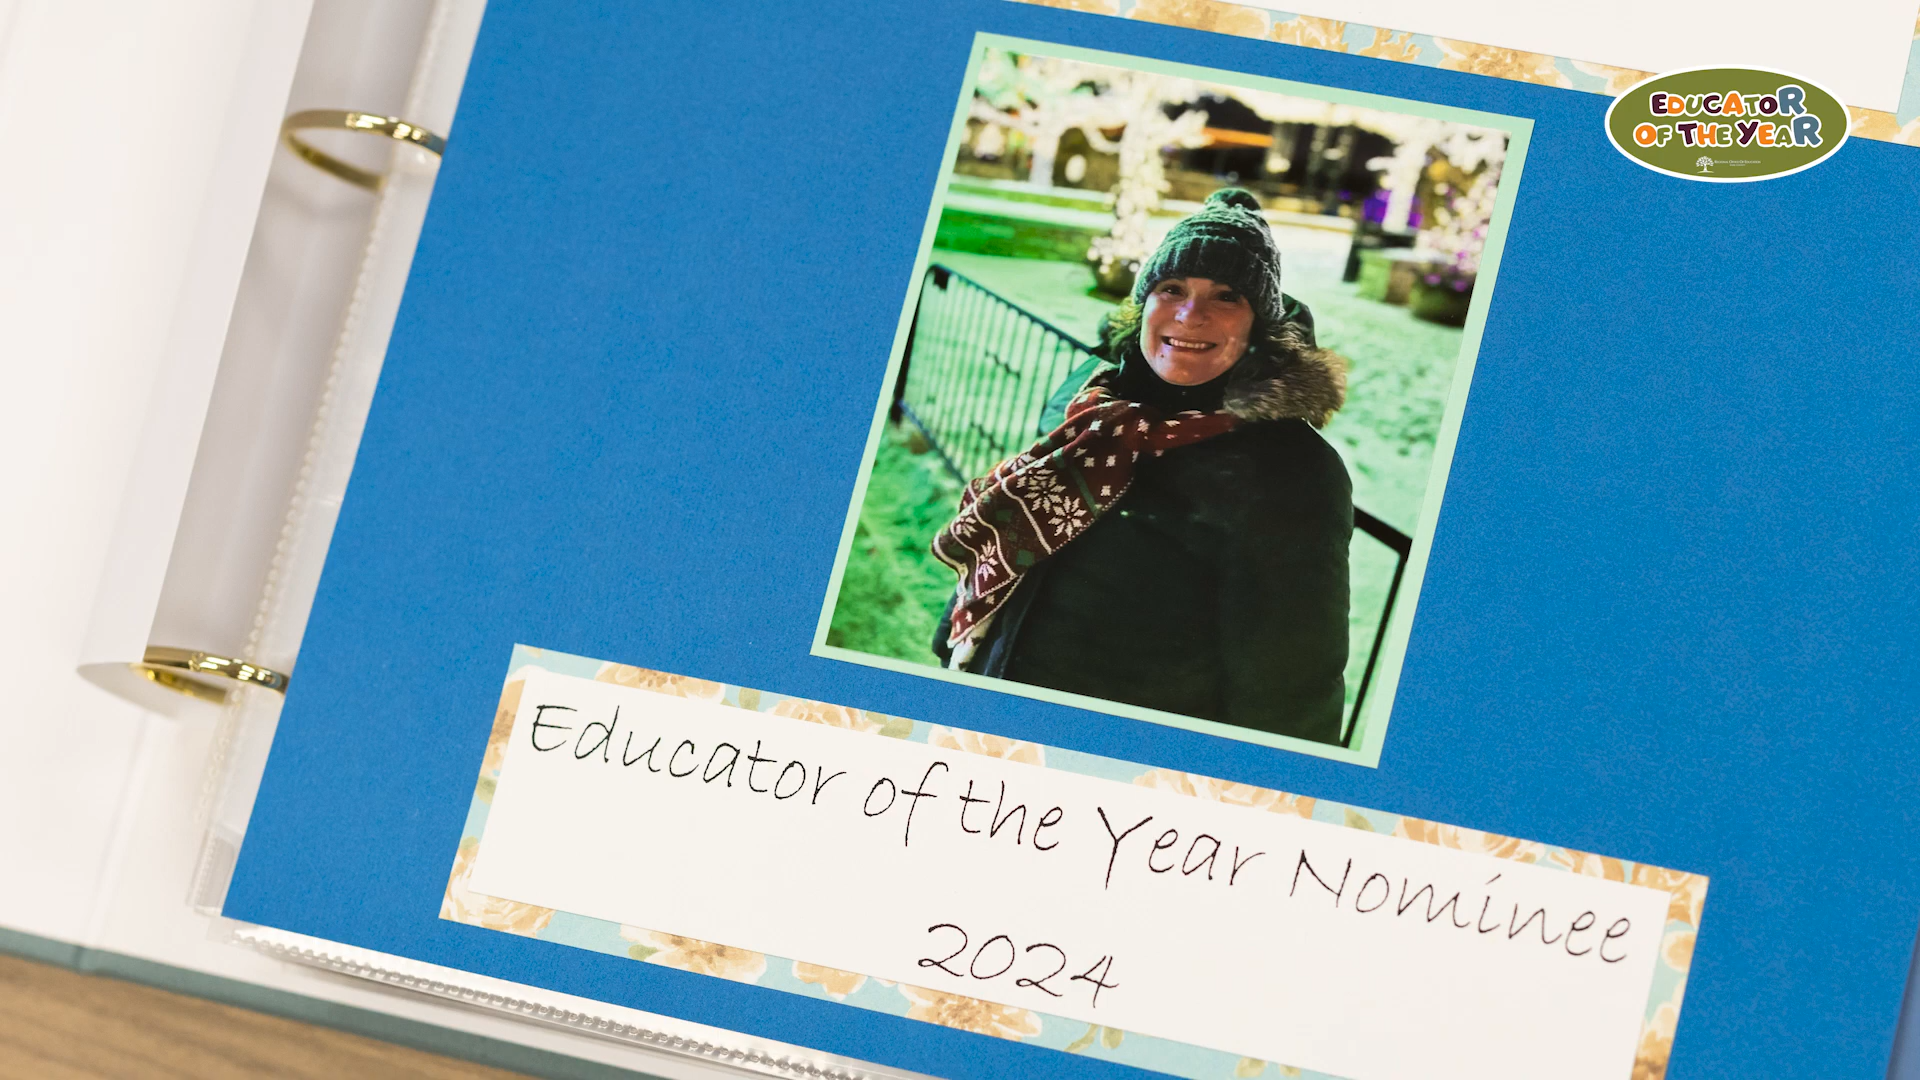 EDUCATOR
OF THE YEAR
Educator of the Year Nominee
2024